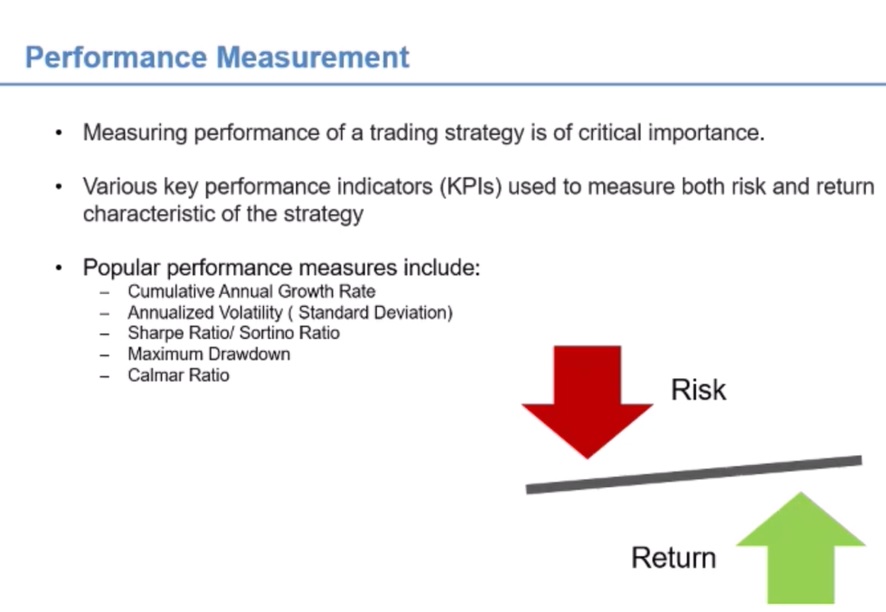 Performance Measurement
• Measuring performance of a trading strategy is of critical importance.
• Various key performance indicators (KPIs) used to measure both risk and return
characteristic of the strategy
• Popular performance measures include:
– Cumulative Annual Growth Rate
– Annualized Volatility ( Standard Deviation)
– Sharpe Ratio/ Sortino Ratio
– Maximum Drawdown
– Calmar Ratio
Risk
Return